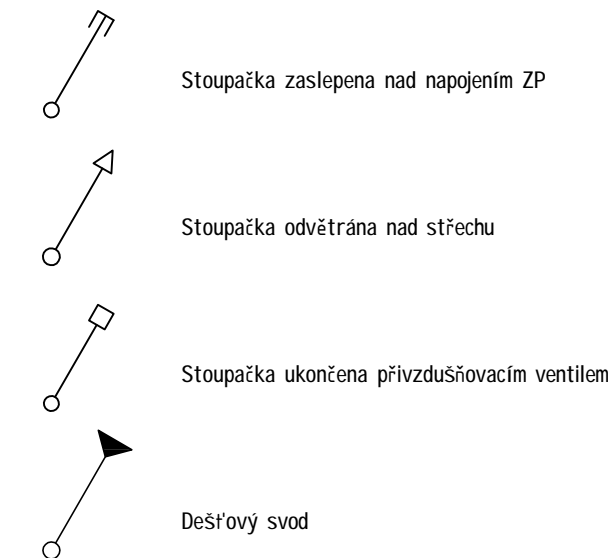 Stoupačka zaslepena nad napojením ZP
Stoupačka odvětrána nad střechu
Stoupačka ukončena přivzdušňovacím ventilem
Dešťový svod